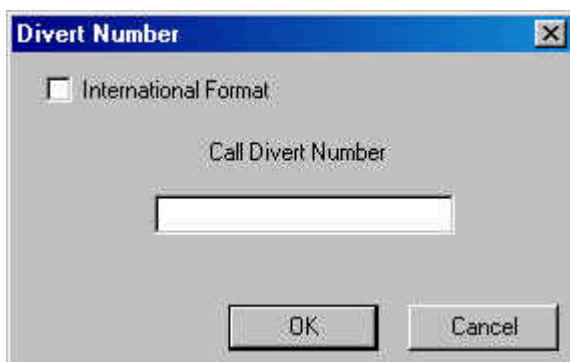 Divert Number
International Format
Call Divert Number
OK Cancel